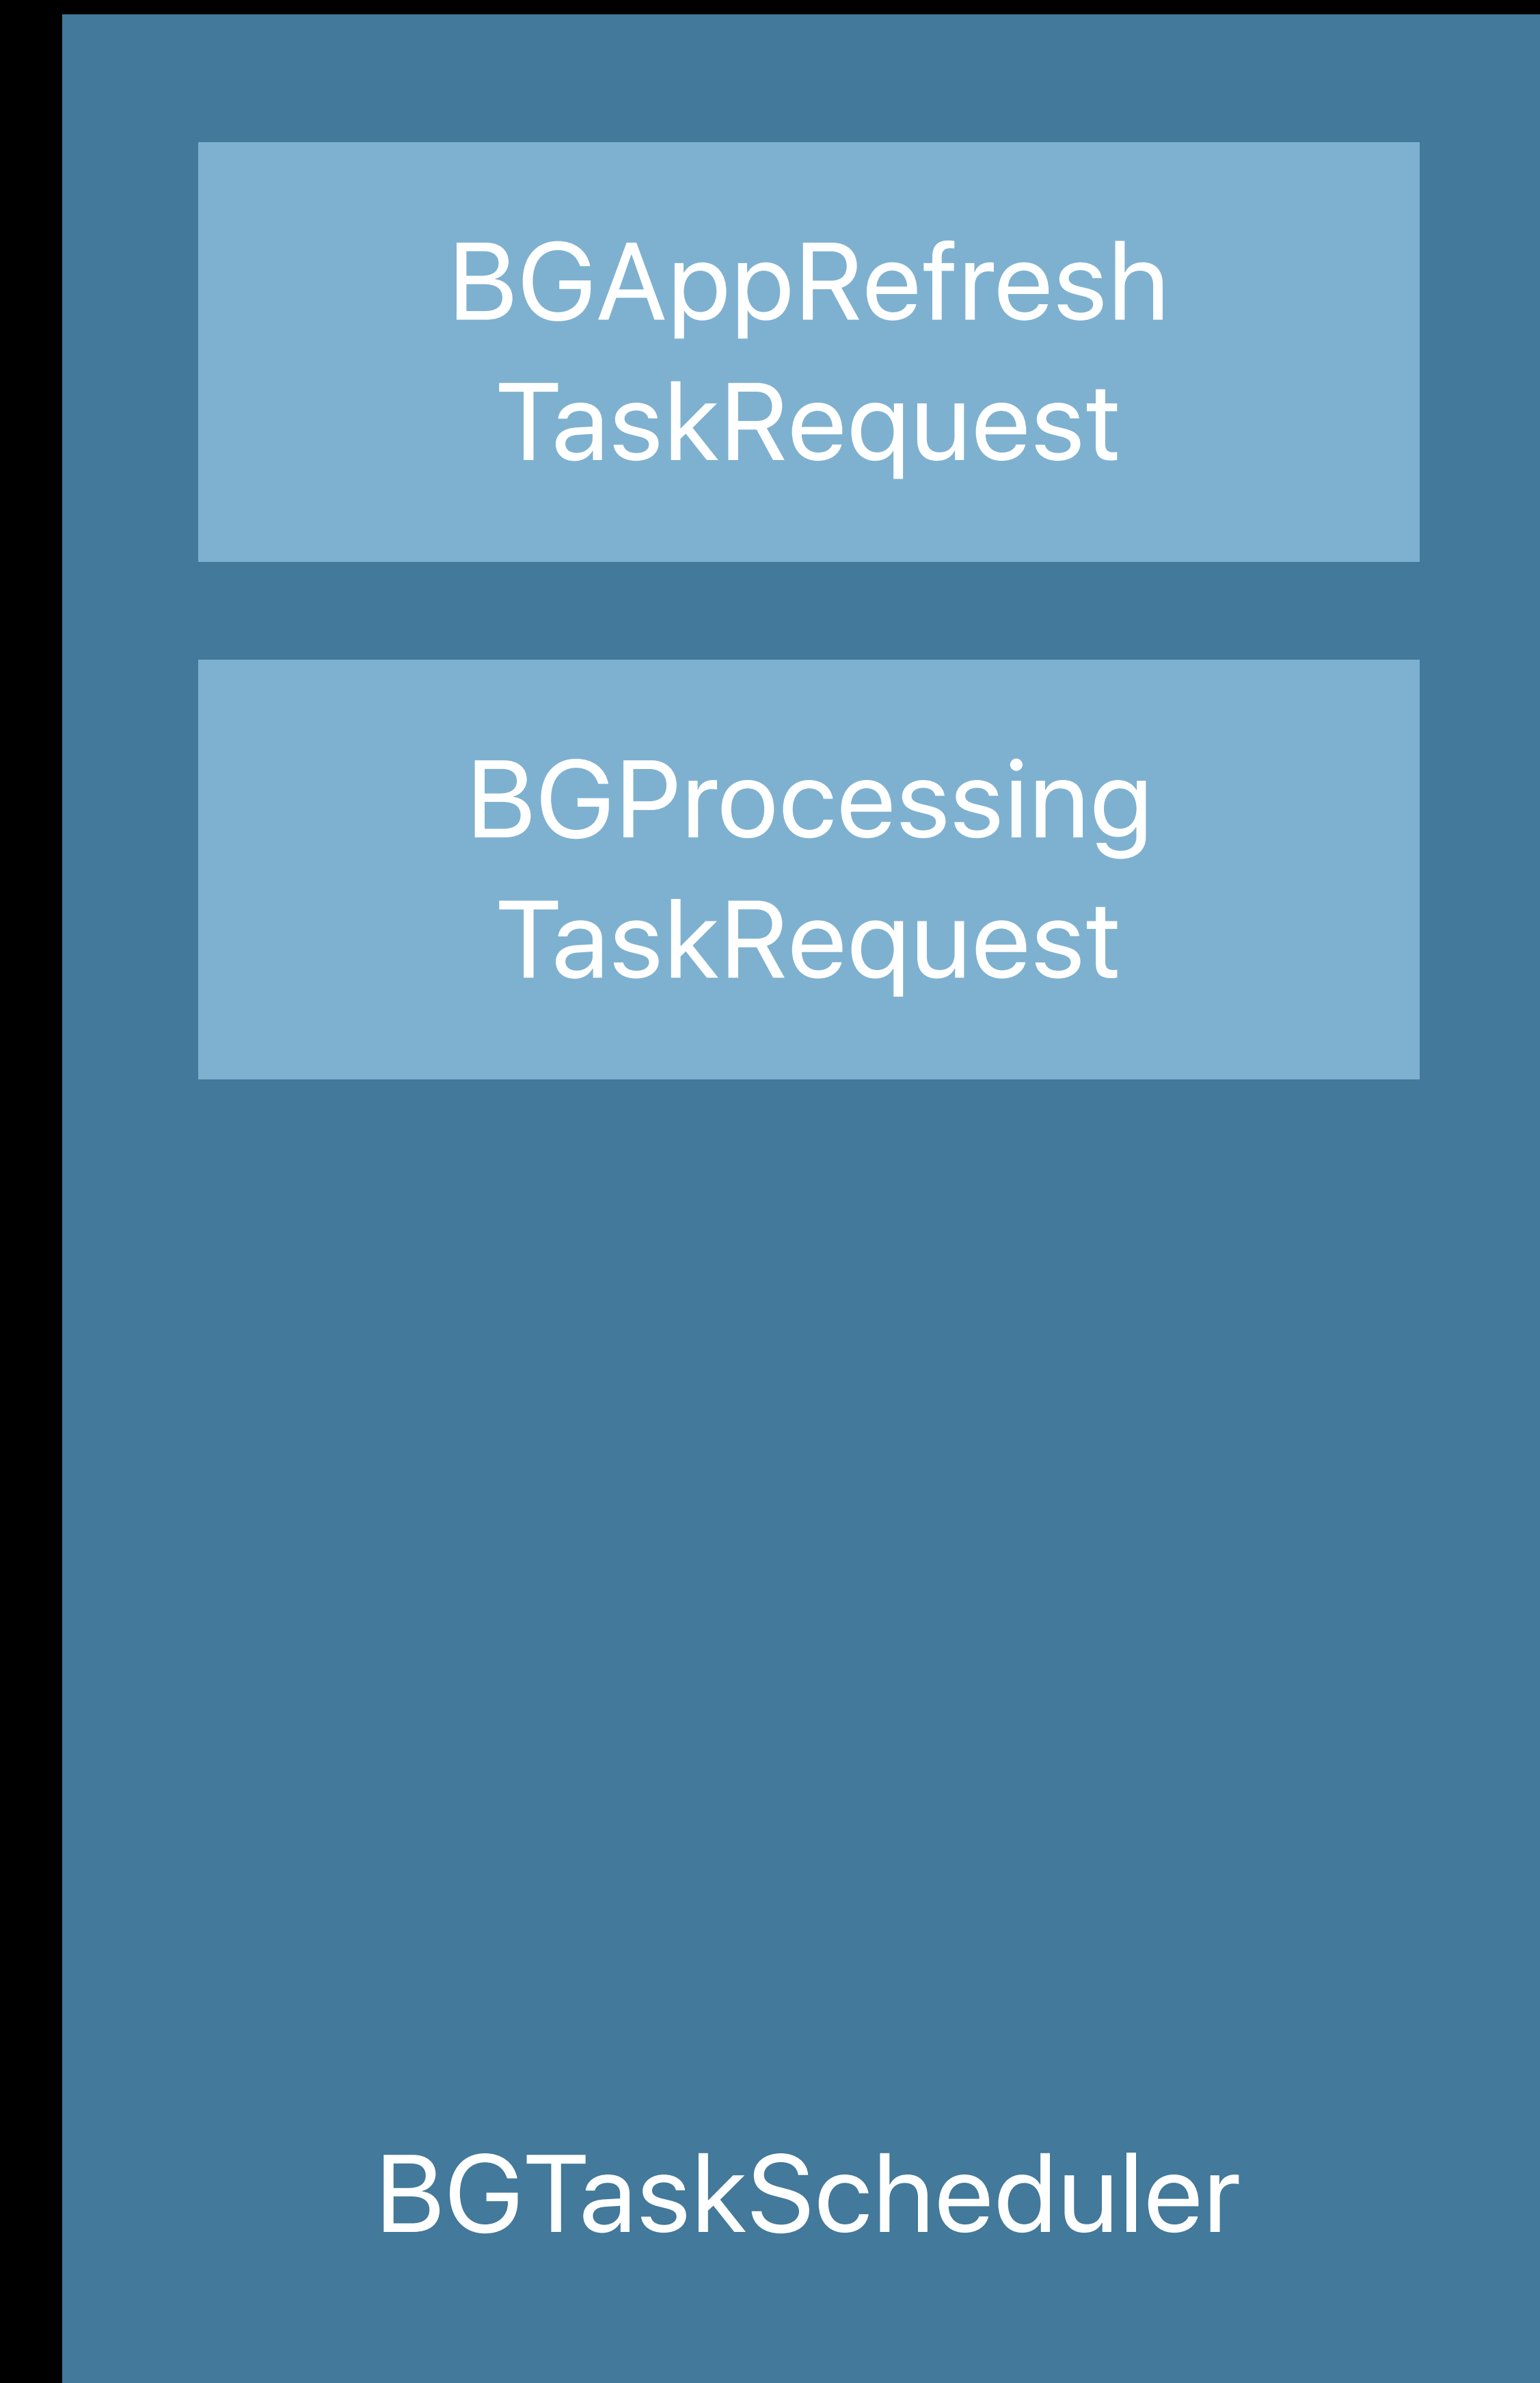 BGAppRefresh
TaskRequest
BGProcessing
TaskRequest
BGTaskScheduler